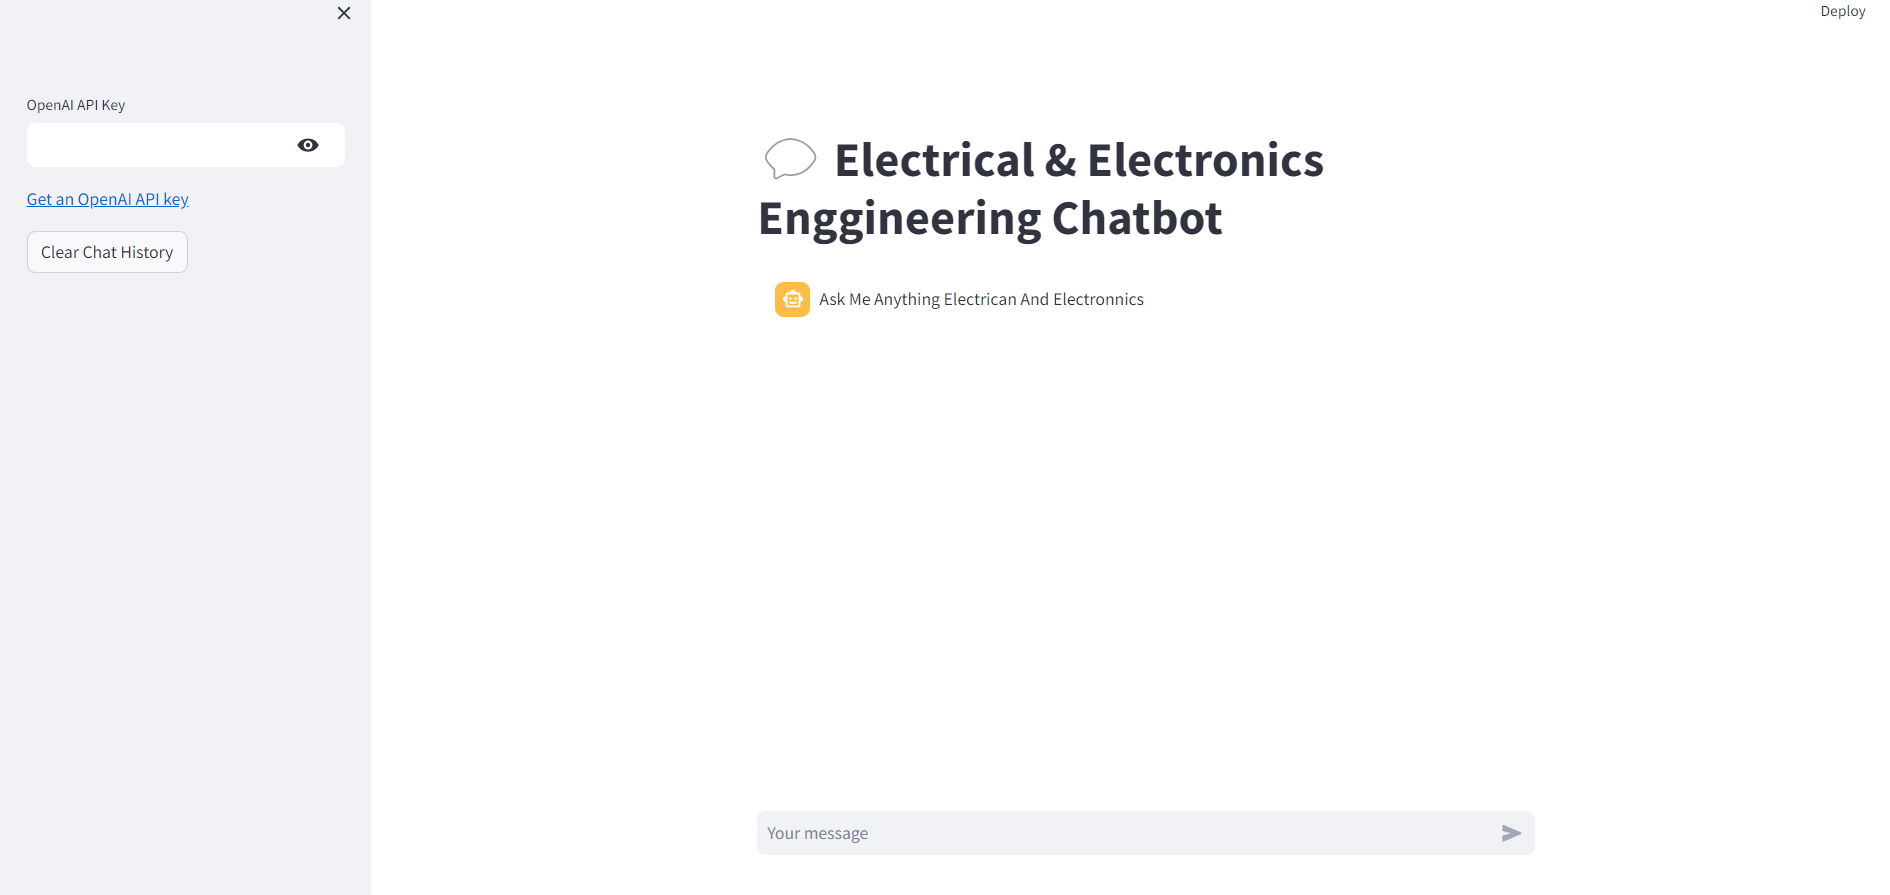 Deploy
OpenAI API Key
Get an OpenAI API key
Clear Chat History
Electrical & Electronics
Enggineering Chatbot
Ask Me Anything Electrican And Electronnics
Your message